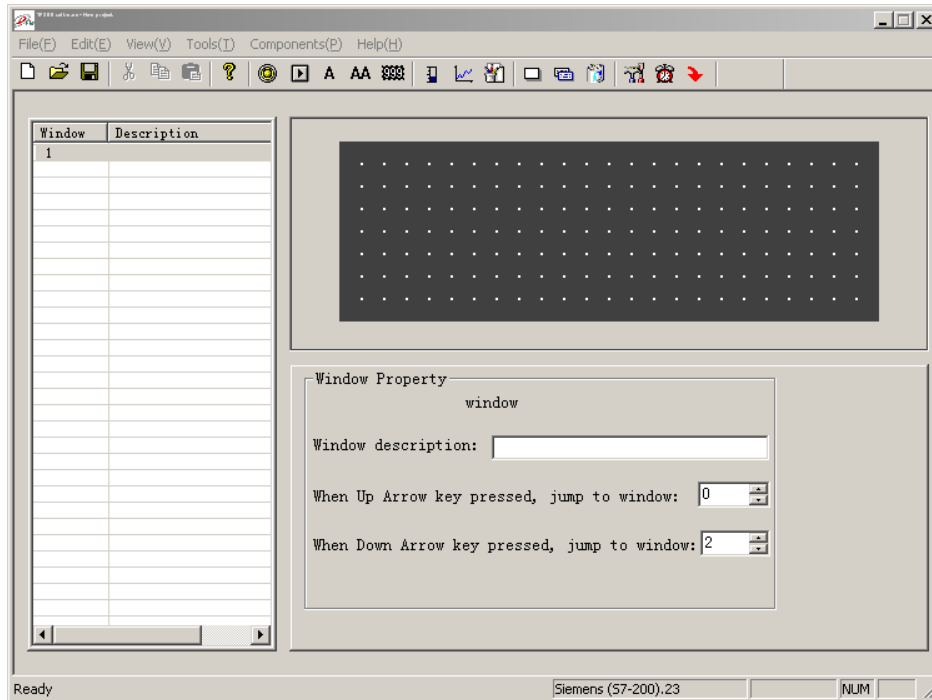 File(F) Edit(E) View(V) Tools(T) Components(P) Help(H)
A AA
Window Description
1
Window Property
window
Window description:
When Up Arrow key pressed, jump to window: 0
When Down Arrow key pressed, jump to window: 2
Ready Siemens (S7-200).23 NUM